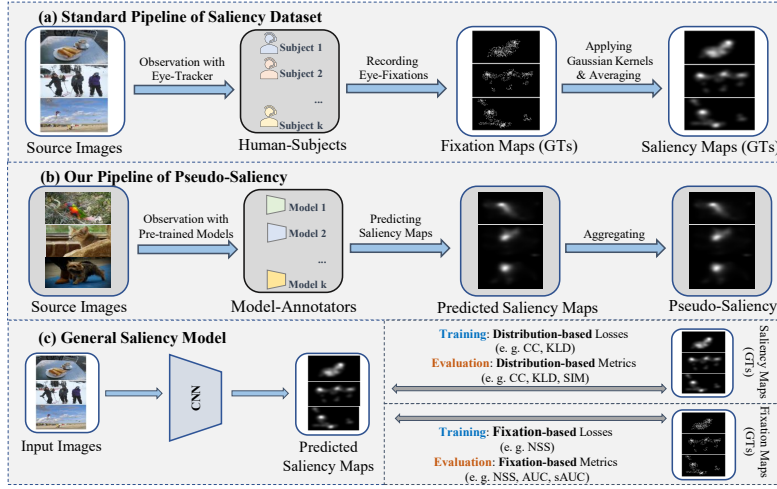 (a) Standard Pipeline of Saliency Dataset
Observation with
Eye-Tracker
Subject 1
Subject 2
...
Subject k
Recording
Eye-Fixations
Applying
Gaussian Kernels
& Averaging
Source Images
Human-Subjects
Fixation Maps (GTs)
Saliency Maps (GTs)
(b) Our Pipeline of Pseudo-Saliency
Observation with
Pre-trained Models
Model 1
Model 2
...
Model k
Predicting
Saliency Maps
Aggregating
Source Images
Model-Annotators
Predicted Saliency Maps
Pseudo-Saliency
(c) General Saliency Model
CNN
Input Images
Predicted
Saliency Maps
Training: Distribution-based Losses
(e. g. CC, KLD)
Evaluation: Distribution-based Metrics
(e. g. CC, KLD, SIM)
Saliency Maps
(GTs)
Training: Fixation-based Losses
(e. g. NSS)
Evaluation: Fixation-based Metrics
(e. g. NSS, AUC, sAUC)
Fixation Maps
(GTs)